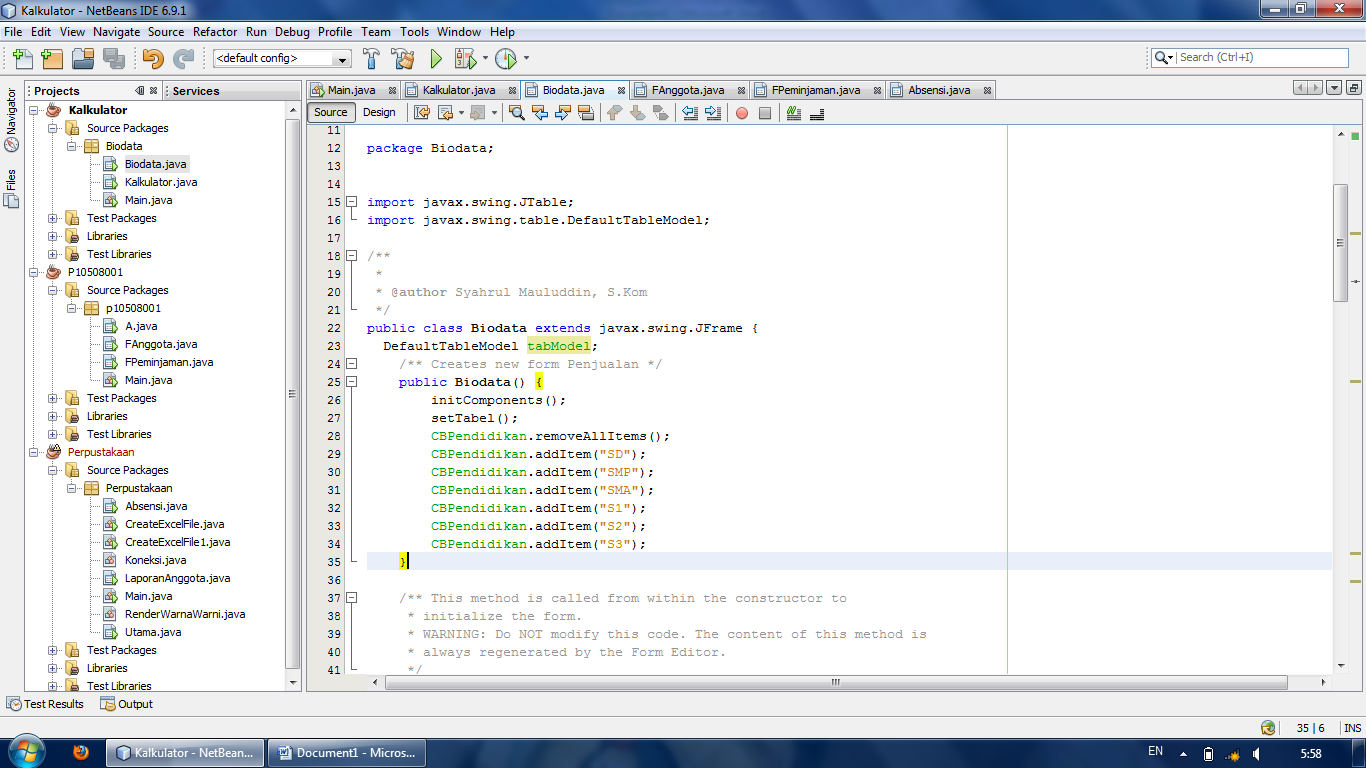 Kalkulator - NetBeans IDE 6.9.1
File Edit View Navigate Source Refactor Run Debug Profile Team Tools Window Help
<default config>
Search (Ctrl+I)
Navigator
Files
Projects
Services
Kalkulator
Source Packages
Biodata
Biodata.java
Kalkulator.java
Main.java
Test Packages
Libraries
Test Libraries
P10508001
Source Packages
p10508001
A.java
FAnggota.java
FPeminjaman.java
Main.java
Test Packages
Libraries
Test Libraries
Perpustakaan
Source Packages
Perpustakaan
Absensi.java
CreateExcelFile.java
CreateExcelFile1.java
Koneksi.java
LaporanAnggota.java
Main.java
RenderWarnaWarni.java
Utama.java
Test Packages
Libraries
Test Libraries
Main.java Kalkulator.java Biodata.java FAnggota.java FPeminjaman.java Absensi.java
Source Design
11
12 package Biodata;
13
14
15 import javax.swing.JTable;
16 import javax.swing.table.DefaultTableModel;
17
18 /**
19 *
20 * @author Syahrul Mauluddin, S.Kom
21 */
22 public class Biodata extends javax.swing.JFrame {
23 DefaultTableModel tabModel;
24 /** Creates new form Penjualan */
25 public Biodata() {
26 initComponents();
27 setTabel();
28 CBPendidikan.removeAllItems();
29 CBPendidikan.addItem("SD");
30 CBPendidikan.addItem("SMP");
31 CBPendidikan.addItem("SMA");
32 CBPendidikan.addItem("S1");
33 CBPendidikan.addItem("S2");
34 CBPendidikan.addItem("S3");
35 }
36
37 /** This method is called from within the constructor to
38 * initialize the form.
39 * WARNING: Do NOT modify this code. The content of this method is
40 * always regenerated by the Form Editor.
41 */
Test Results Output
35 | 6 INS
Kalkulator - NetBean... Document1 - Micros... EN 5:58